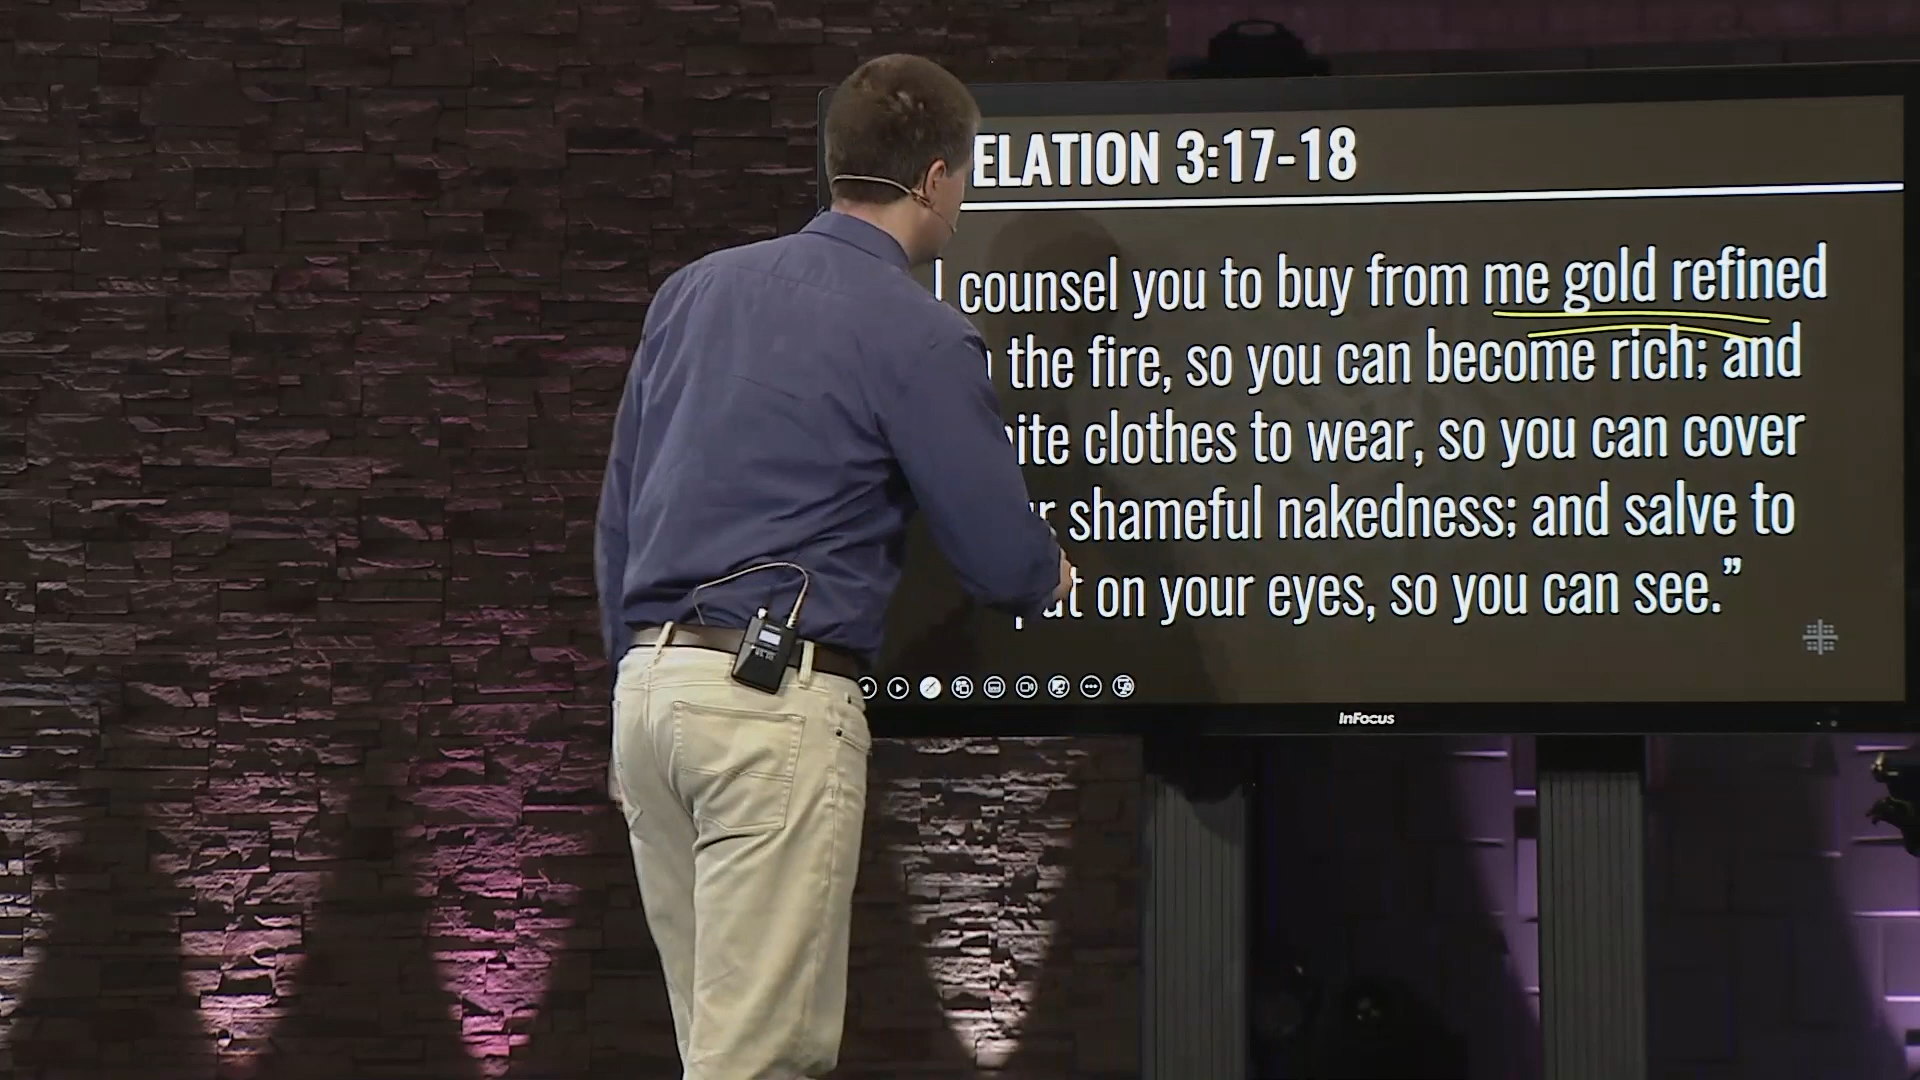 ELATION 3:17-18
I counsel you to buy from me gold refined
the fire, so you can become rich; and
ite clothes to wear, so you can cover
r shameful nakedness; and salve to
ut on your eyes, so you can see.”
InFocus